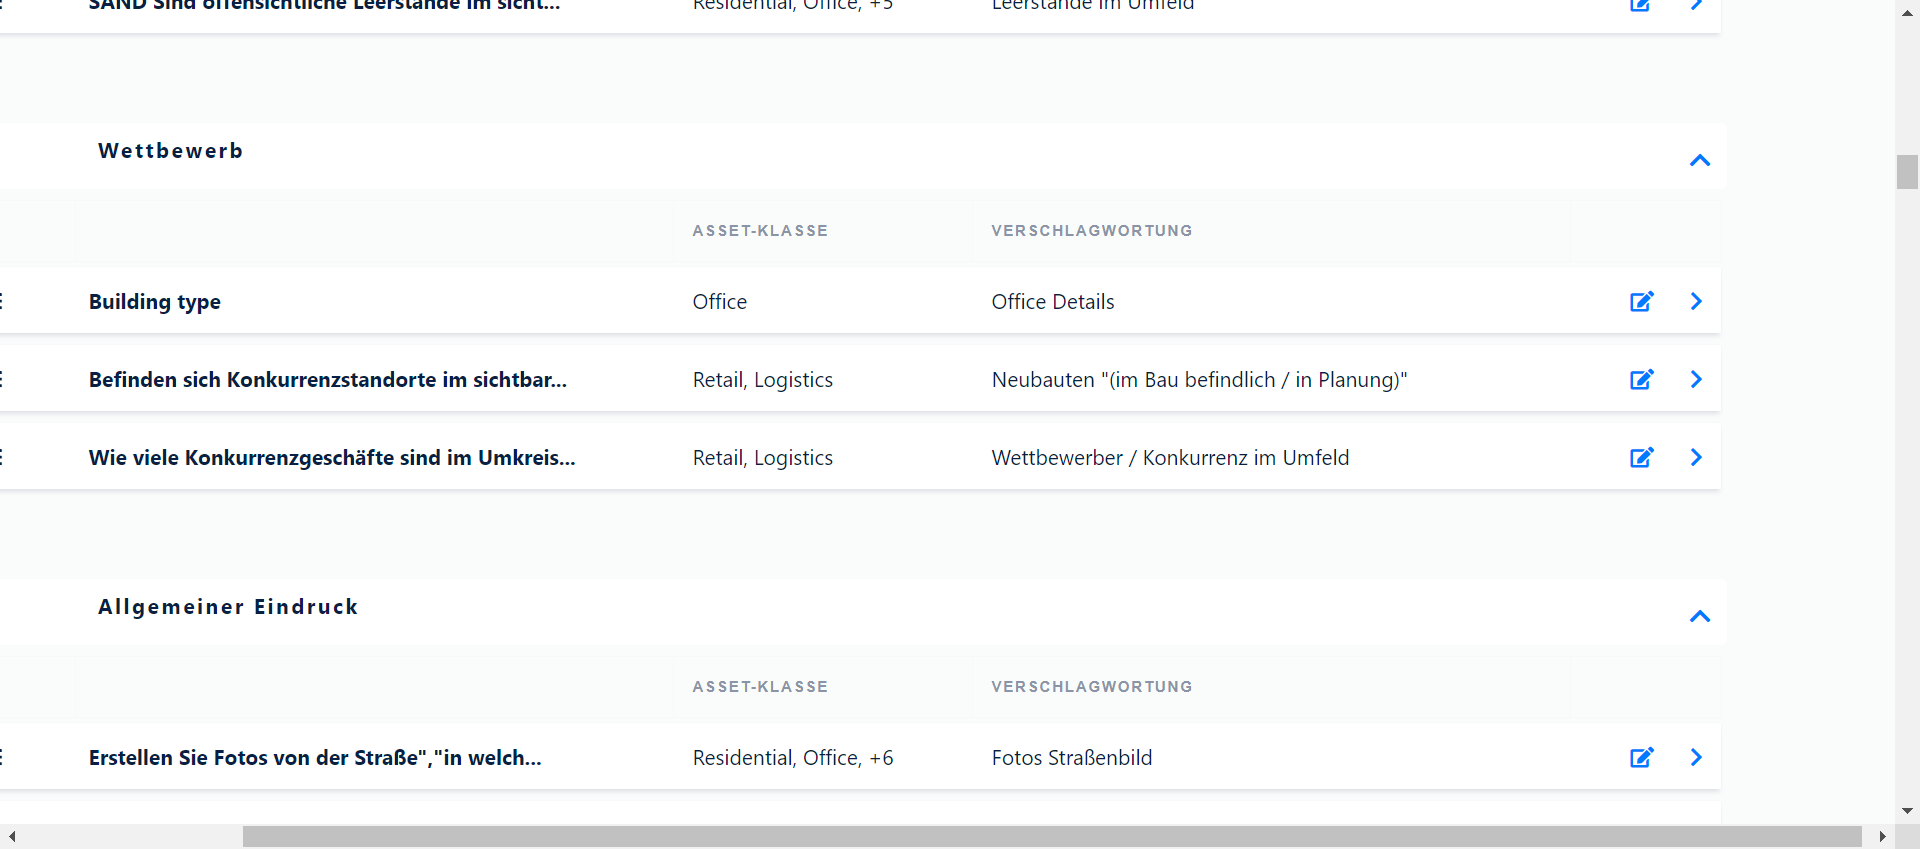 SAND Sind offensichtliche Leerstände im sicht... Residential, Office, +5 Leerstände im Umfeld
Wettbewerb
ASSET-KLASSE VERSCHLAGWORTUNG
Building type Office Office Details
Befinden sich Konkurrenzstandorte im sichtbar... Retail, Logistics Neubauten "(im Bau befindlich / in Planung)"
Wie viele Konkurrenzgeschäfte sind im Umkreis... Retail, Logistics Wettbewerber / Konkurrenz im Umfeld
Allgemeiner Eindruck
ASSET-KLASSE VERSCHLAGWORTUNG
Erstellen Sie Fotos von der Straße","in welch... Residential, Office, +6 Fotos Straßenbild